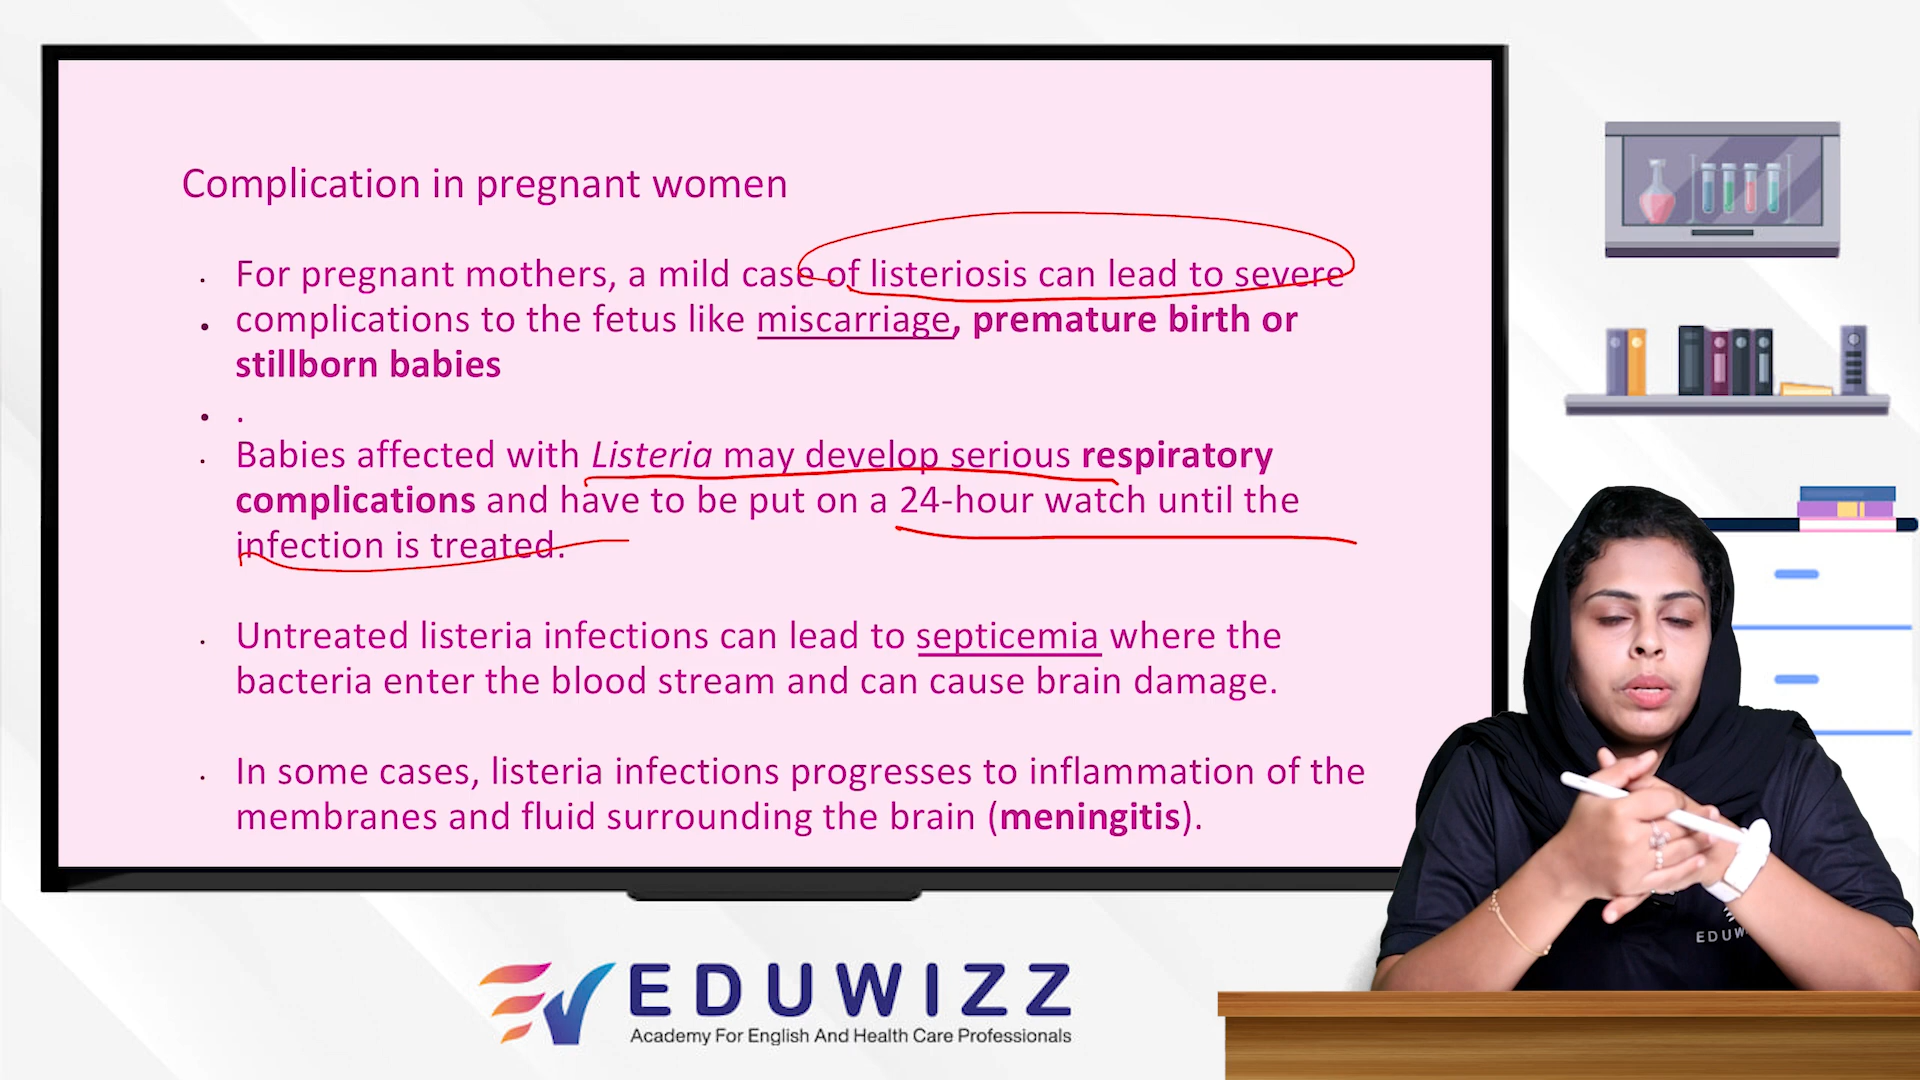 Complication in pregnant women
For pregnant mothers, a mild case of listeriosis can lead to severe
complications to the fetus like miscarriage, premature birth or
stillborn babies
.
Babies affected with Listeria may develop serious respiratory
complications and have to be put on a 24-hour watch until the
infection is treated.
Untreated listeria infections can lead to septicemia where the
bacteria enter the blood stream and can cause brain damage.
In some cases, listeria infections progresses to inflammation of the
membranes and fluid surrounding the brain (meningitis).
EDUW
EDUWIZZ
Academy For English And Health Care Professionals